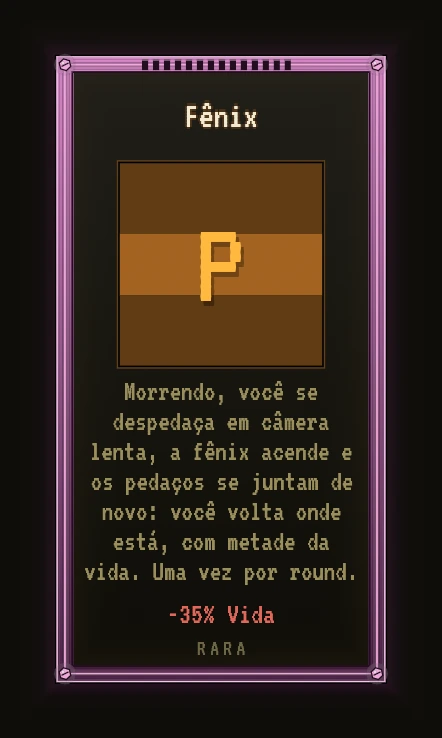 Fênix
P
Morrendo, você se
despedaça em câmera
lenta, a fênix acende e
os pedaços se juntam de
novo: você volta onde
está, com metade da
vida. Uma vez por round.
-35% Vida
RARA